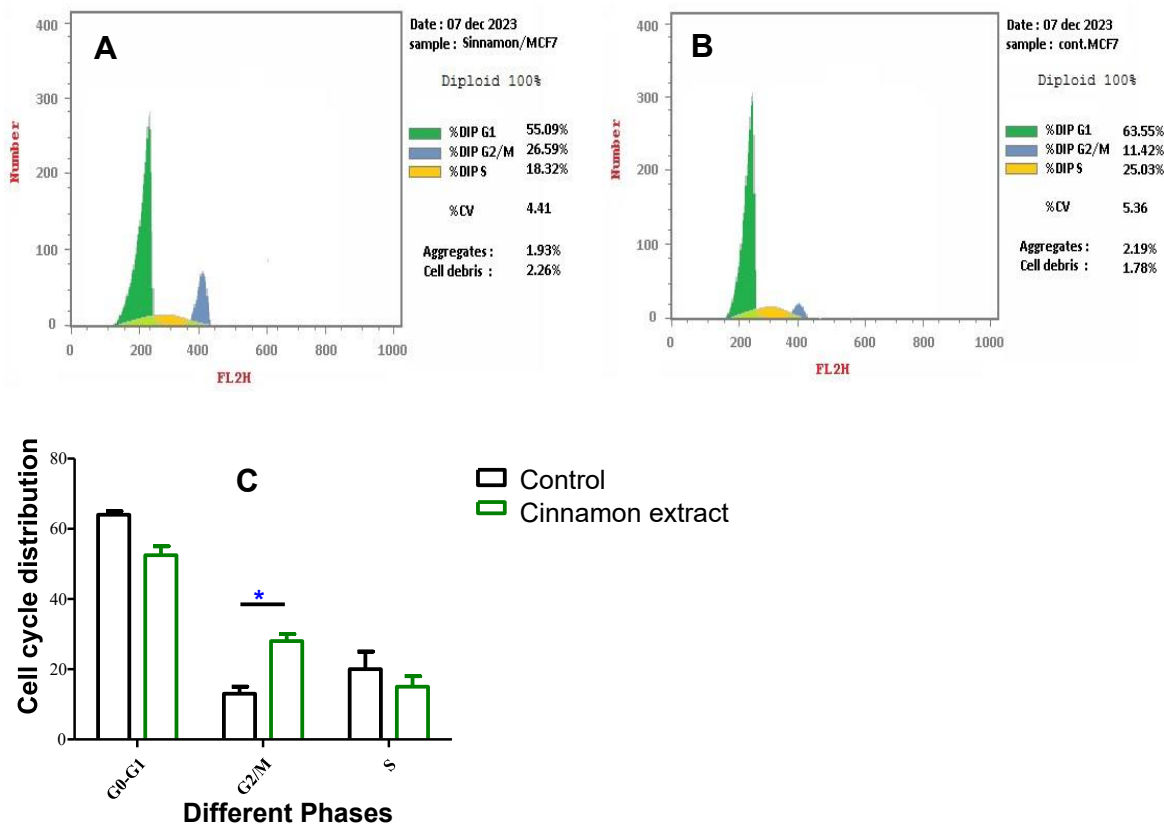 A
400
300
200
100
0
Number
0 200 400 600 800 1000
FL2H
Date : 07 dec 2023
sample : Sinnamon/MCF7
Diploid 100%
%DIP G1 55.09%
%DIP G2/M 26.59%
%DIP S 18.32%
%CV 4.41
Aggregates : 1.93%
Cell debris : 2.26%
B
400
300
200
100
0
Number
0 200 400 600 800 1000
FL2H
Date : 07 dec 2023
sample : cont.MCF7
Diploid 100%
%DIP G1 63.55%
%DIP G2/M 11.42%
%DIP S 25.03%
%CV 5.36
Aggregates : 2.19%
Cell debris : 1.78%
C
Cell cycle distribution
80
60
40
20
0
*
G0-G1
G2/M
S
Different Phases
Control
Cinnamon extract